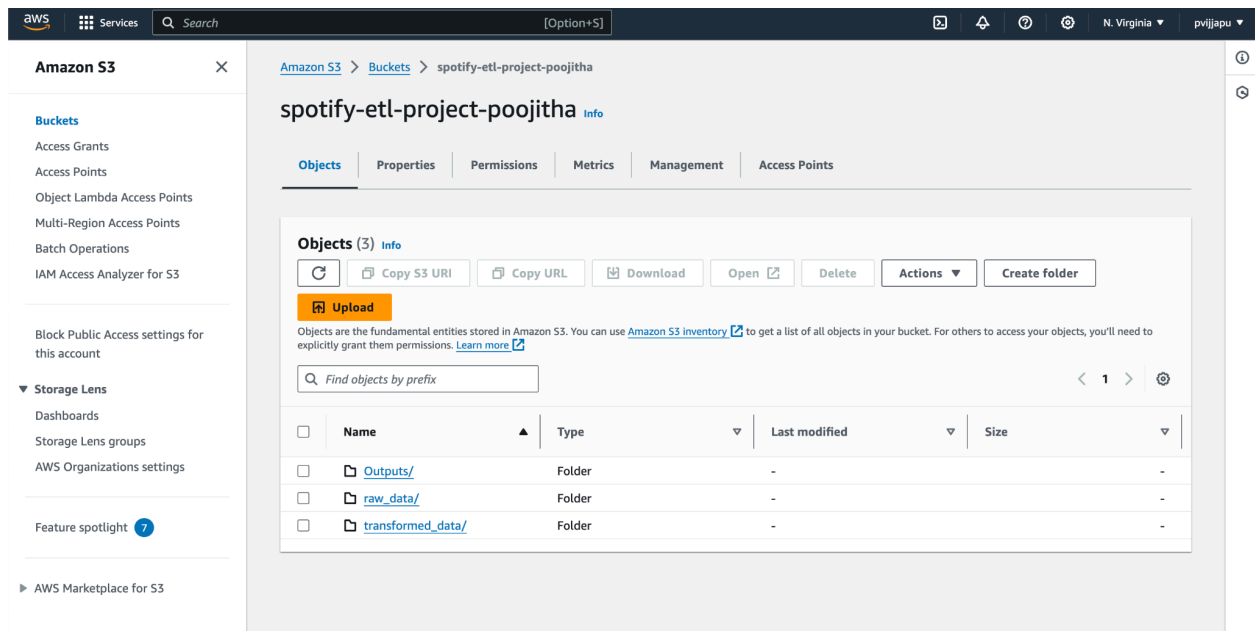 aws Services Search [Option+S] N. Virginia ▼ pvijjapu ▼
Amazon S3
Buckets
Access Grants
Access Points
Object Lambda Access Points
Multi-Region Access Points
Batch Operations
IAM Access Analyzer for S3
Block Public Access settings for
this account
▼ Storage Lens
Dashboards
Storage Lens groups
AWS Organizations settings
Feature spotlight 7
▶ AWS Marketplace for S3
Amazon S3 > Buckets > spotify-etl-project-poojitha
spotify-etl-project-poojitha Info
Objects Properties Permissions Metrics Management Access Points
Objects (3) Info
Copy S3 URI Copy URL Download Open Delete Actions ▼ Create folder
Upload
Objects are the fundamental entities stored in Amazon S3. You can use Amazon S3 inventory to get a list of all objects in your bucket. For others to access your objects, you'll need to
explicitly grant them permissions. Learn more
Find objects by prefix < 1 >
Name Type Last modified Size
Outputs/ Folder - -
raw_data/ Folder - -
transformed_data/ Folder - -